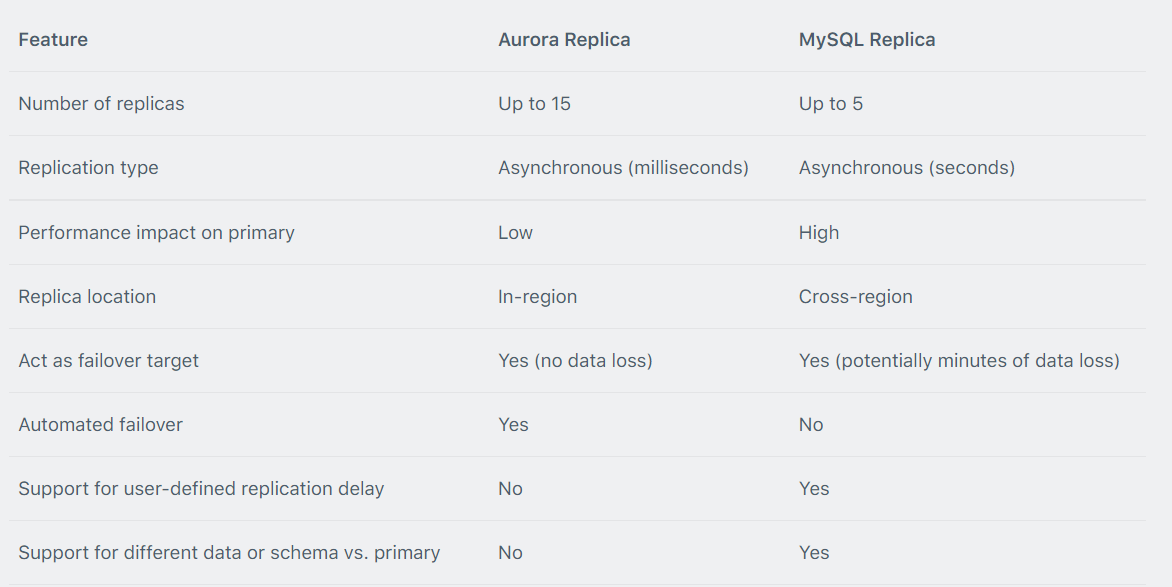 Feature Aurora Replica MySQL Replica
Number of replicas Up to 15 Up to 5
Replication type Asynchronous (milliseconds) Asynchronous (seconds)
Performance impact on primary Low High
Replica location In-region Cross-region
Act as failover target Yes (no data loss) Yes (potentially minutes of data loss)
Automated failover Yes No
Support for user-defined replication delay No Yes
Support for different data or schema vs. primary No Yes